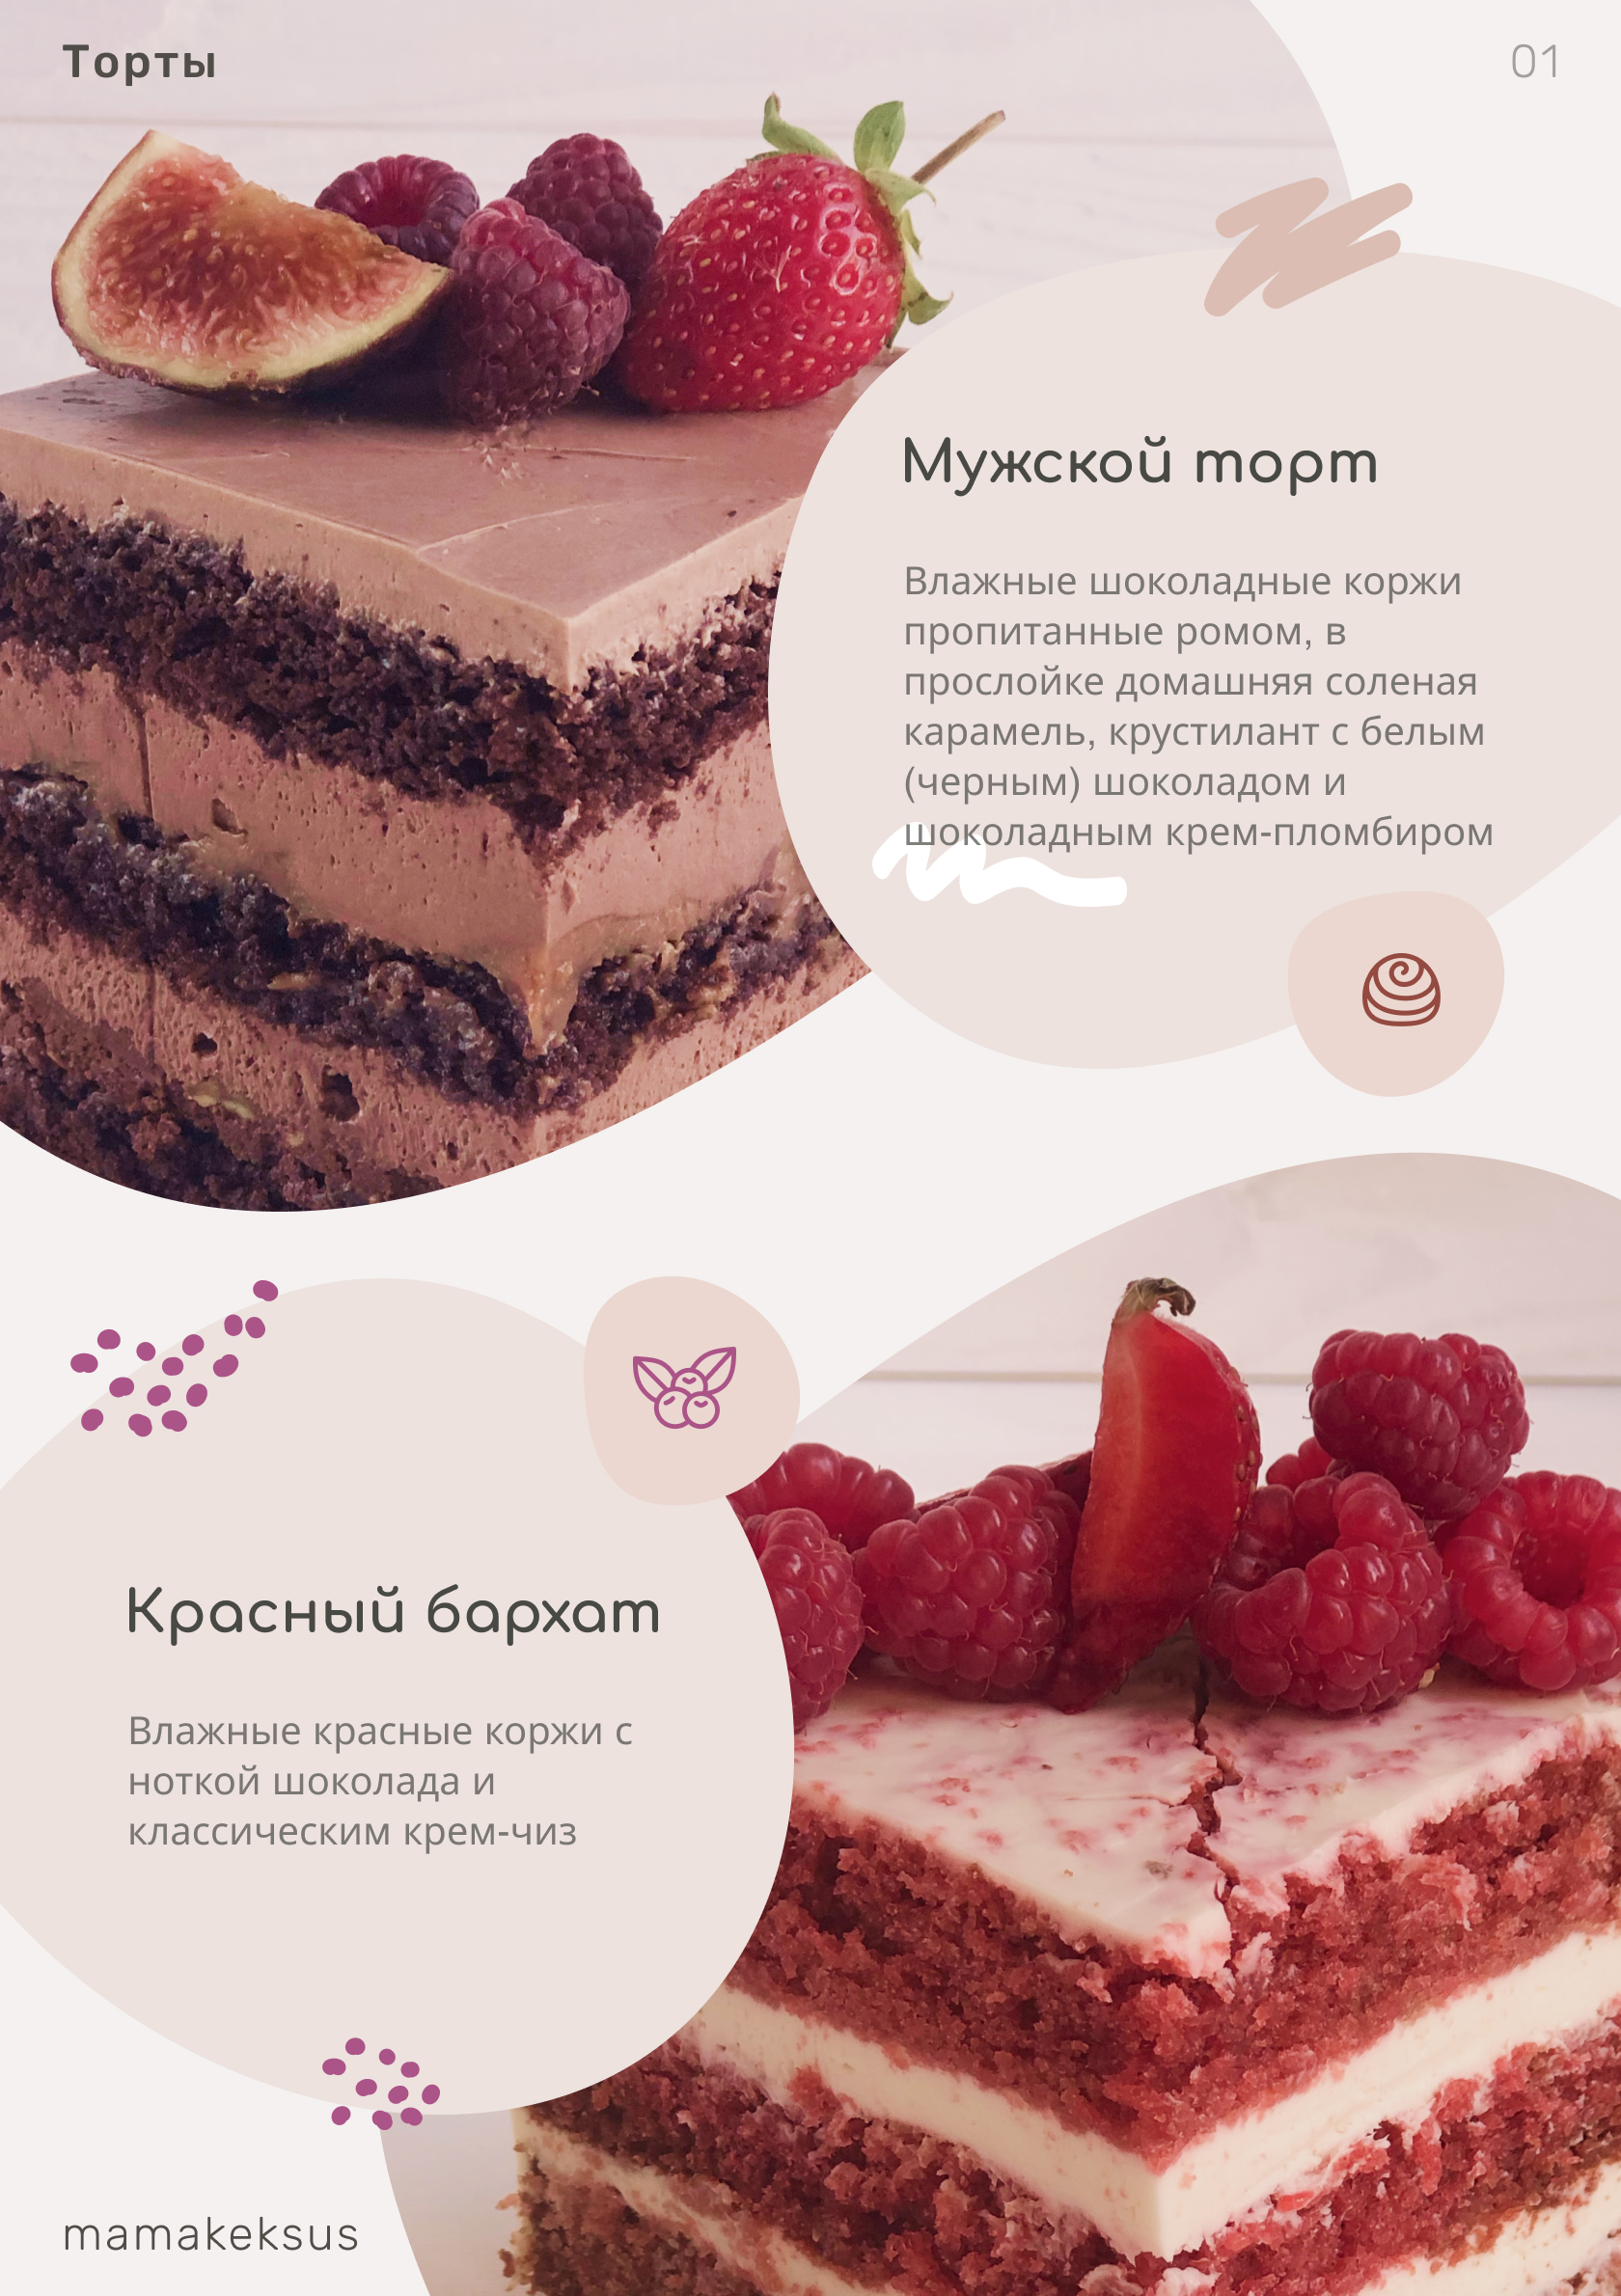 Торты
01
Мужской торт
Влажные шоколадные коржи
пропитанные ромом, в
прослойке домашняя соленая
карамель, крустилант с белым
(черным) шоколадом и
шоколадным крем-пломбиром
Красный бархат
Влажные красные коржи с
ноткой шоколада и
классическим крем-чиз
mamakeksus